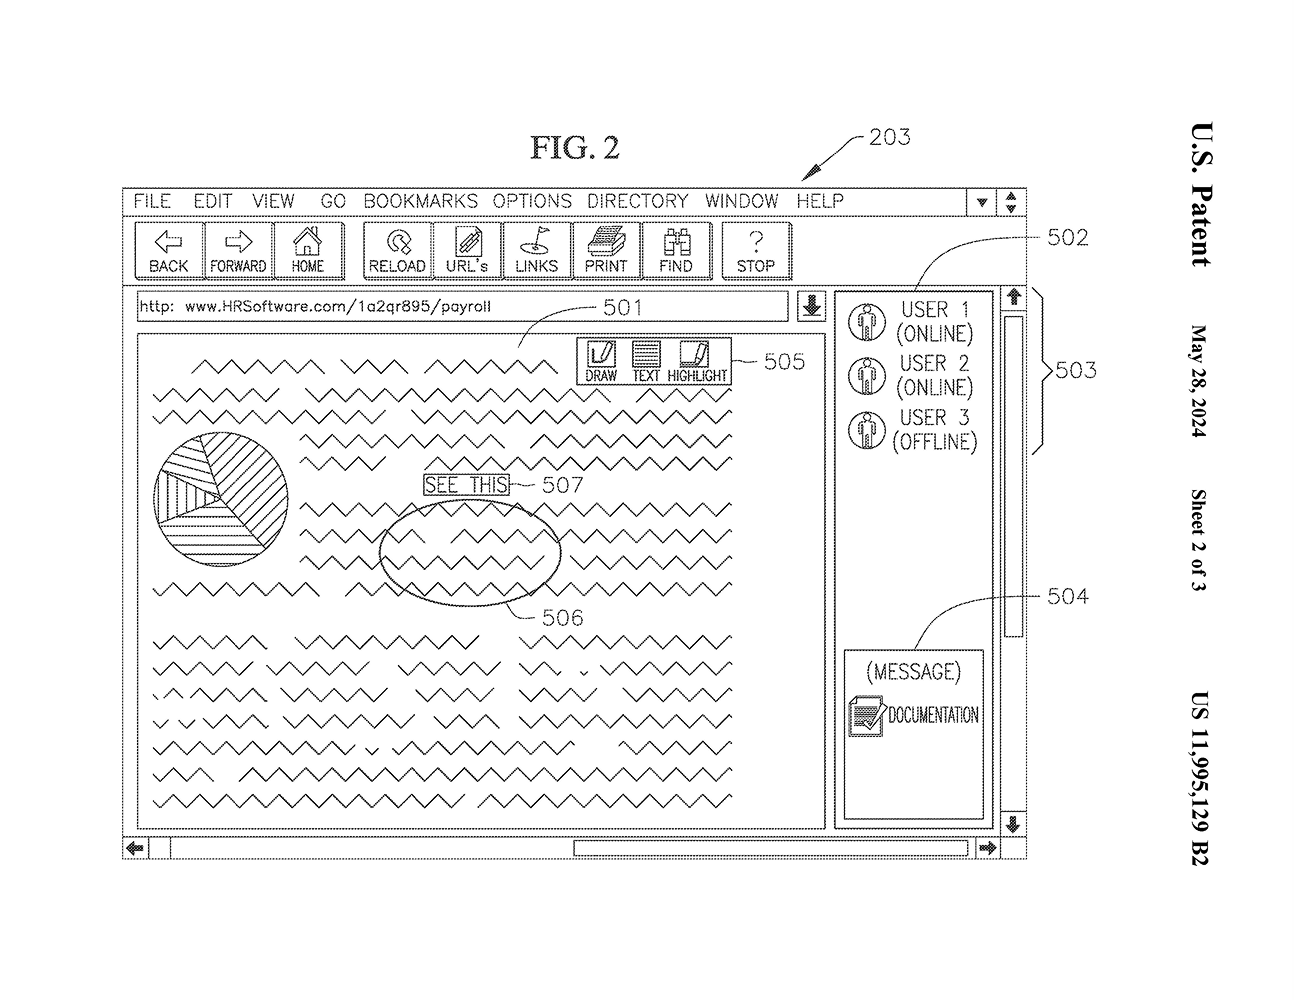 U.S. Patent May 28, 2024 Sheet 2 of 3 US 11,995,129 B2
FIG. 2
203
FILE EDIT VIEW GO BOOKMARKS OPTIONS DIRECTORY WINDOW HELP
BACK FORWARD HOME RELOAD URL's LINKS PRINT FIND STOP
502
http: www.HRSoftware.com/1a2qr895/payroll
501
DRAW TEXT HIGHLIGHT
505
USER 1
(ONLINE)
USER 2
(ONLINE)
USER 3
(OFFLINE)
503
SEE THIS
507
506
504
(MESSAGE)
DOCUMENTATION